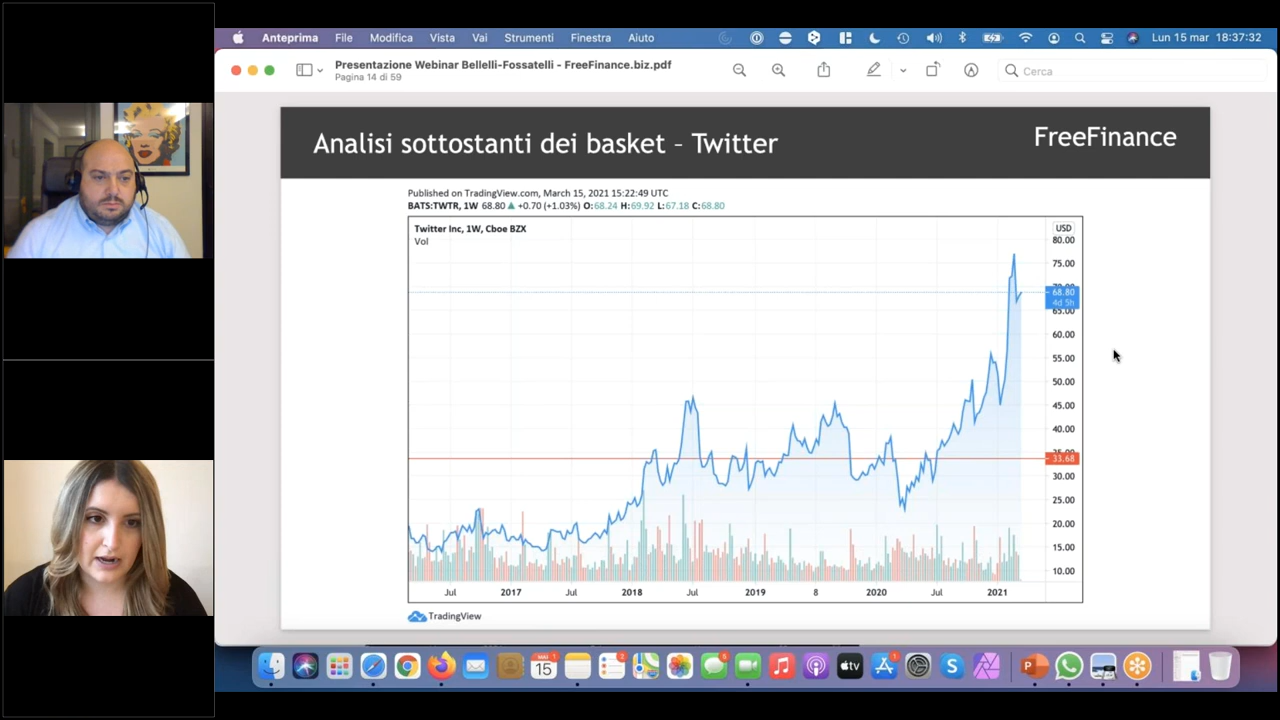 Anteprima File Modifica Vista Vai Strumenti Finestra Aiuto Lun 15 mar 18:37:32
Presentazione Webinar Bellelli-Fossatelli - FreeFinance.biz.pdf
Pagina 14 di 59
Cerca
Analisi sottostanti dei basket – Twitter
FreeFinance
Published on TradingView.com, March 15, 2021 15:22:49 UTC
BATS:TWTR, 1W 68.80 ▲ +0.70 (+1.03%) O:68.24 H:69.92 L:67.18 C:68.80
Twitter Inc, 1W, Cboe BZX
Vol
USD
80.00
75.00
68.80
4d 5h
65.00
60.00
55.00
50.00
45.00
40.00
33.68
30.00
25.00
20.00
15.00
10.00
Jul 2017 Jul 2018 Jul 2019 8 2020 Jul 2021
TradingView
15
tv